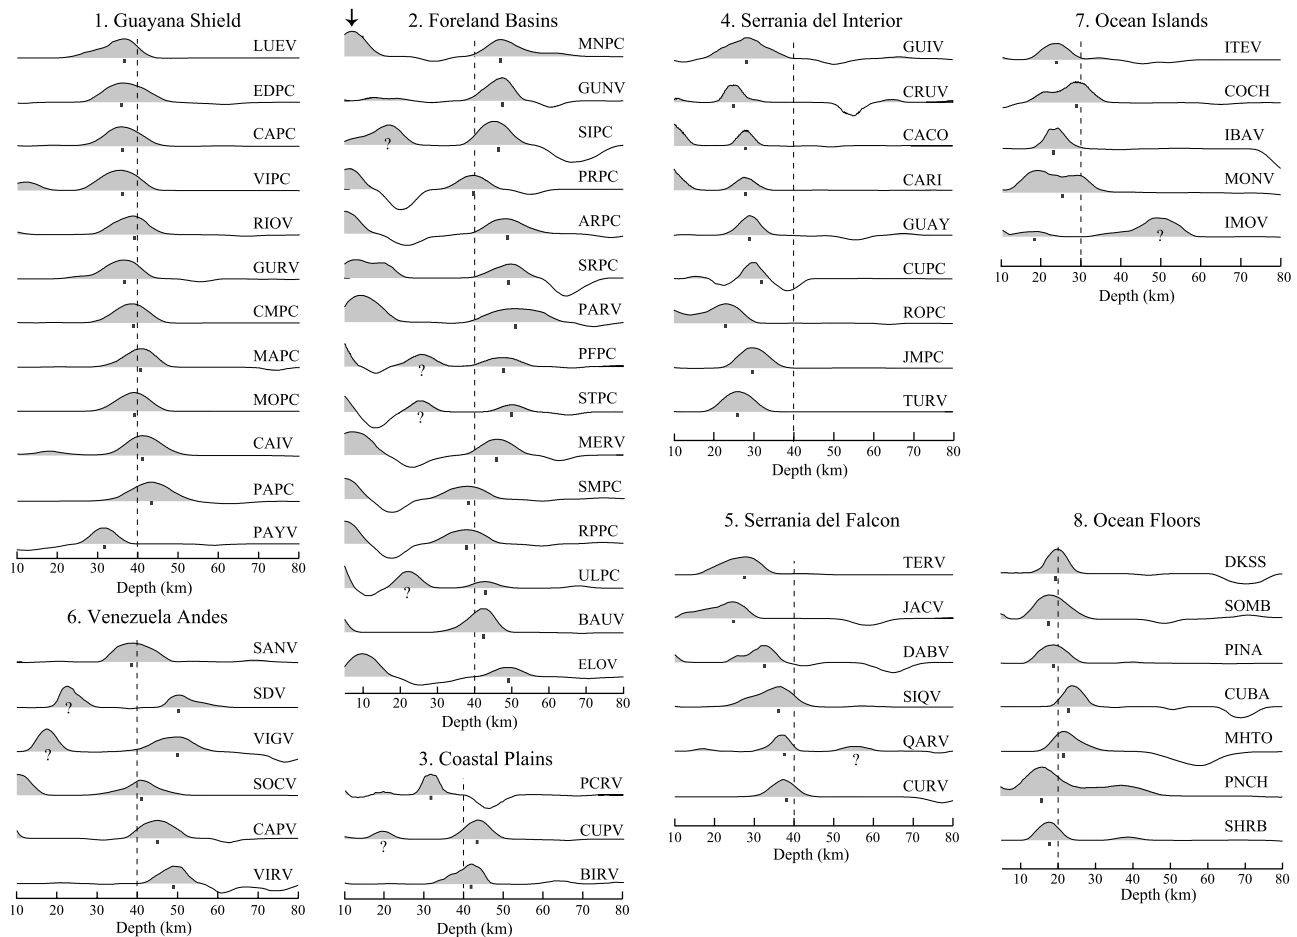 1. Guayana Shield
LUEV
EDPC
CAPC
VIPC
RIOV
GURV
CMPC
MAPC
MOPC
CAIV
PAPC
PAYV
10 20 30 40 50 60 70 80
Depth (km)
6. Venezuela Andes
SANV
SDV
?
VIGV
?
SOCV
CAPV
VIRV
10 20 30 40 50 60 70 80
Depth (km)
2. Foreland Basins
MNPC
GUNV
SIPC
?
PRPC
ARPC
SRPC
PARV
PFPC
?
STPC
?
MERV
SMPC
RPPC
ULPC
?
BAUV
ELOV
10 20 30 40 50 60 70 80
Depth (km)
3. Coastal Plains
PCRV
CUPV
?
BIRV
10 20 30 40 50 60 70 80
Depth (km)
4. Serrania del Interior
GUIV
CRUV
CACO
CARI
GUAY
CUPC
ROPC
JMPC
TURV
10 20 30 40 50 60 70 80
Depth (km)
5. Serrania del Falcon
TERV
JACV
DABV
SIQV
QARV
?
CURV
10 20 30 40 50 60 70 80
Depth (km)
7. Ocean Islands
ITEV
COCH
IBAV
MONV
IMOV
?
10 20 30 40 50 60 70 80
Depth (km)
8. Ocean Floors
DKSS
SOMB
PINA
CUBA
MHTO
PNCH
SHRB
10 20 30 40 50 60 70 80
Depth (km)